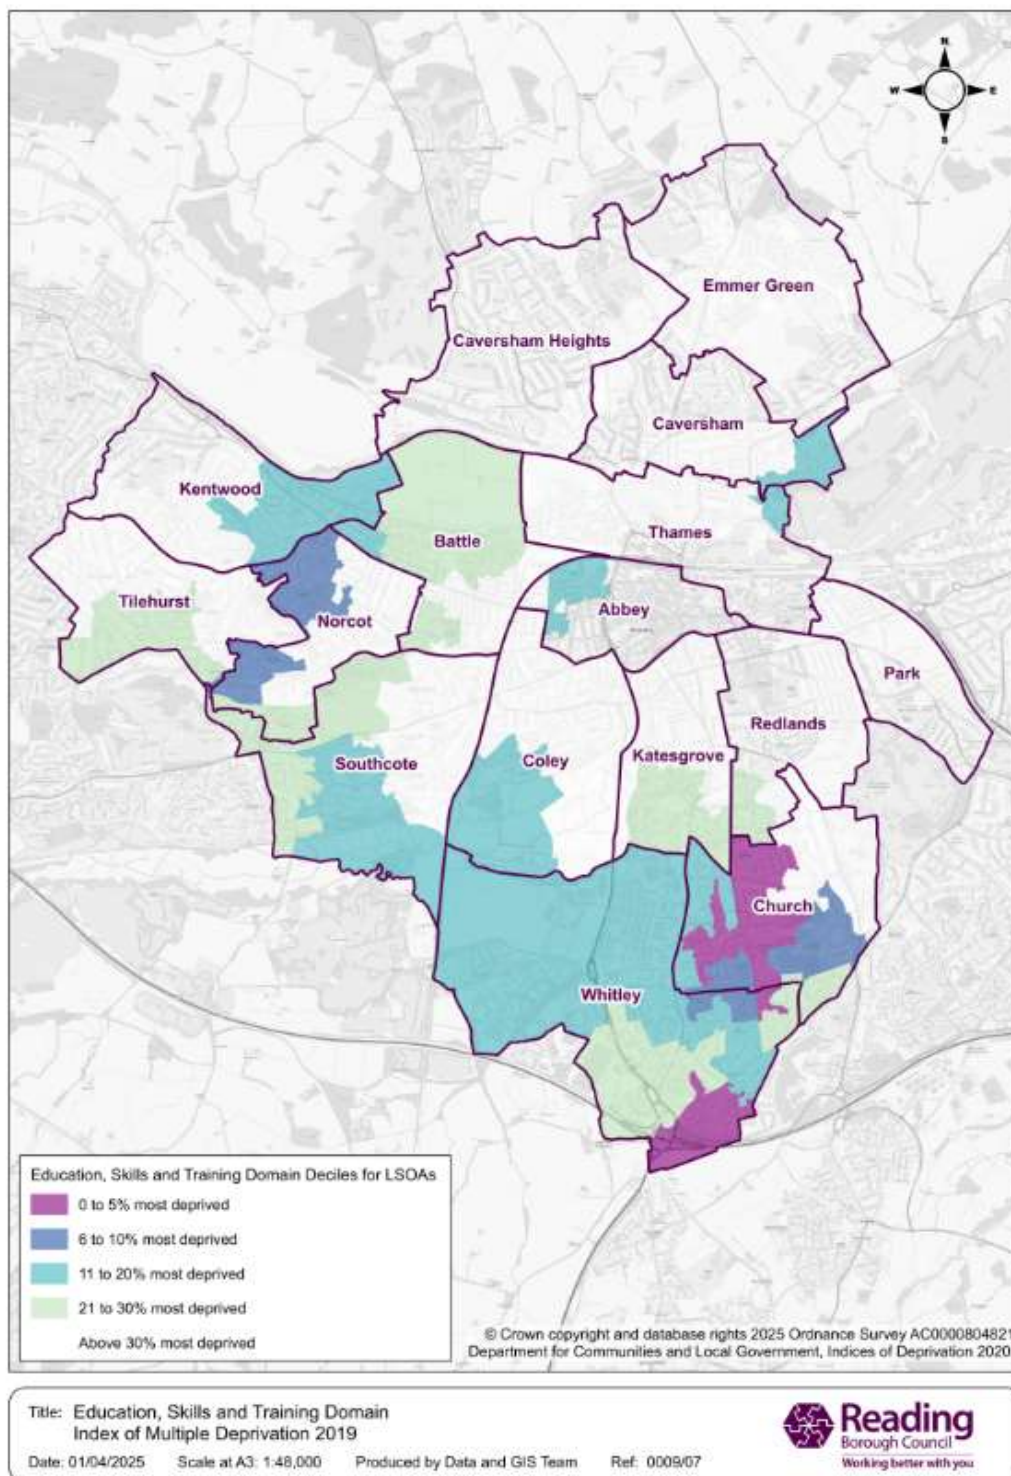 N
W
E
S
Emmer Green
Caversham Heights
Caversham
Kentwood
Thames
Battle
Tilehurst
Abbey
Norcot
Park
Redlands
Southcote
Coley
Katesgrove
Church
Whitley
Education, Skills and Training Domain Deciles for LSOAs
0 to 5% most deprived
6 to 10% most deprived
11 to 20% most deprived
21 to 30% most deprived
Above 30% most deprived
© Crown copyright and database rights 2025 Ordnance Survey AC0000804821
Department for Communities and Local Government, Indices of Deprivation 2020
Title: Education, Skills and Training Domain
Index of Multiple Deprivation 2019
Date: 01/04/2025 Scale at A3: 1:48,000 Produced by Data and GIS Team Ref: 0009/07
Reading
Borough Council
Working better with you